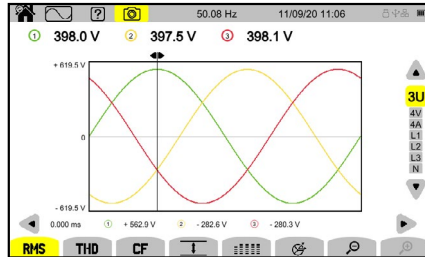 ? 50.08 Hz 11/09/20 11:06
1 398.0 V 2 397.5 V 3 398.1 V
+ 619.5 V
0
- 619.5 V
3U
4V
4A
L1
L2
L3
N
0.000 ms 1 + 562.9 V 2 - 282.6 V 3 - 280.3 V
RMS THD CF